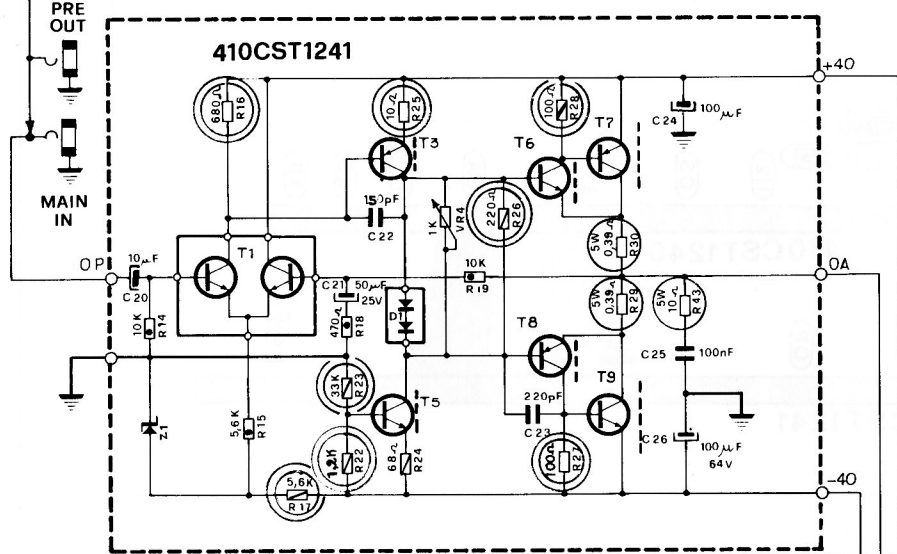 PRE
OUT
410CST1241
+40
680Ω
R16
10Ω
R25
100Ω
R28
T7
100µF
C24
T3
T6
MAIN
IN
150pF
C22
1K
VR4
220Ω
R26
5W
0,39Ω
R30
T1
0P
10µF
C20
C21
50µF
25V
10K
R19
0A
10K
R14
470Ω
R18
D1
5W
0,39Ω
R29
5W
10Ω
R43
T8
C25
100nF
33K
R23
T5
T9
220pF
C23
Z1
5,6K
R15
1,2K
R22
68Ω
R24
100Ω
R27
C26
100µF
64V
5,6K
R17
-40